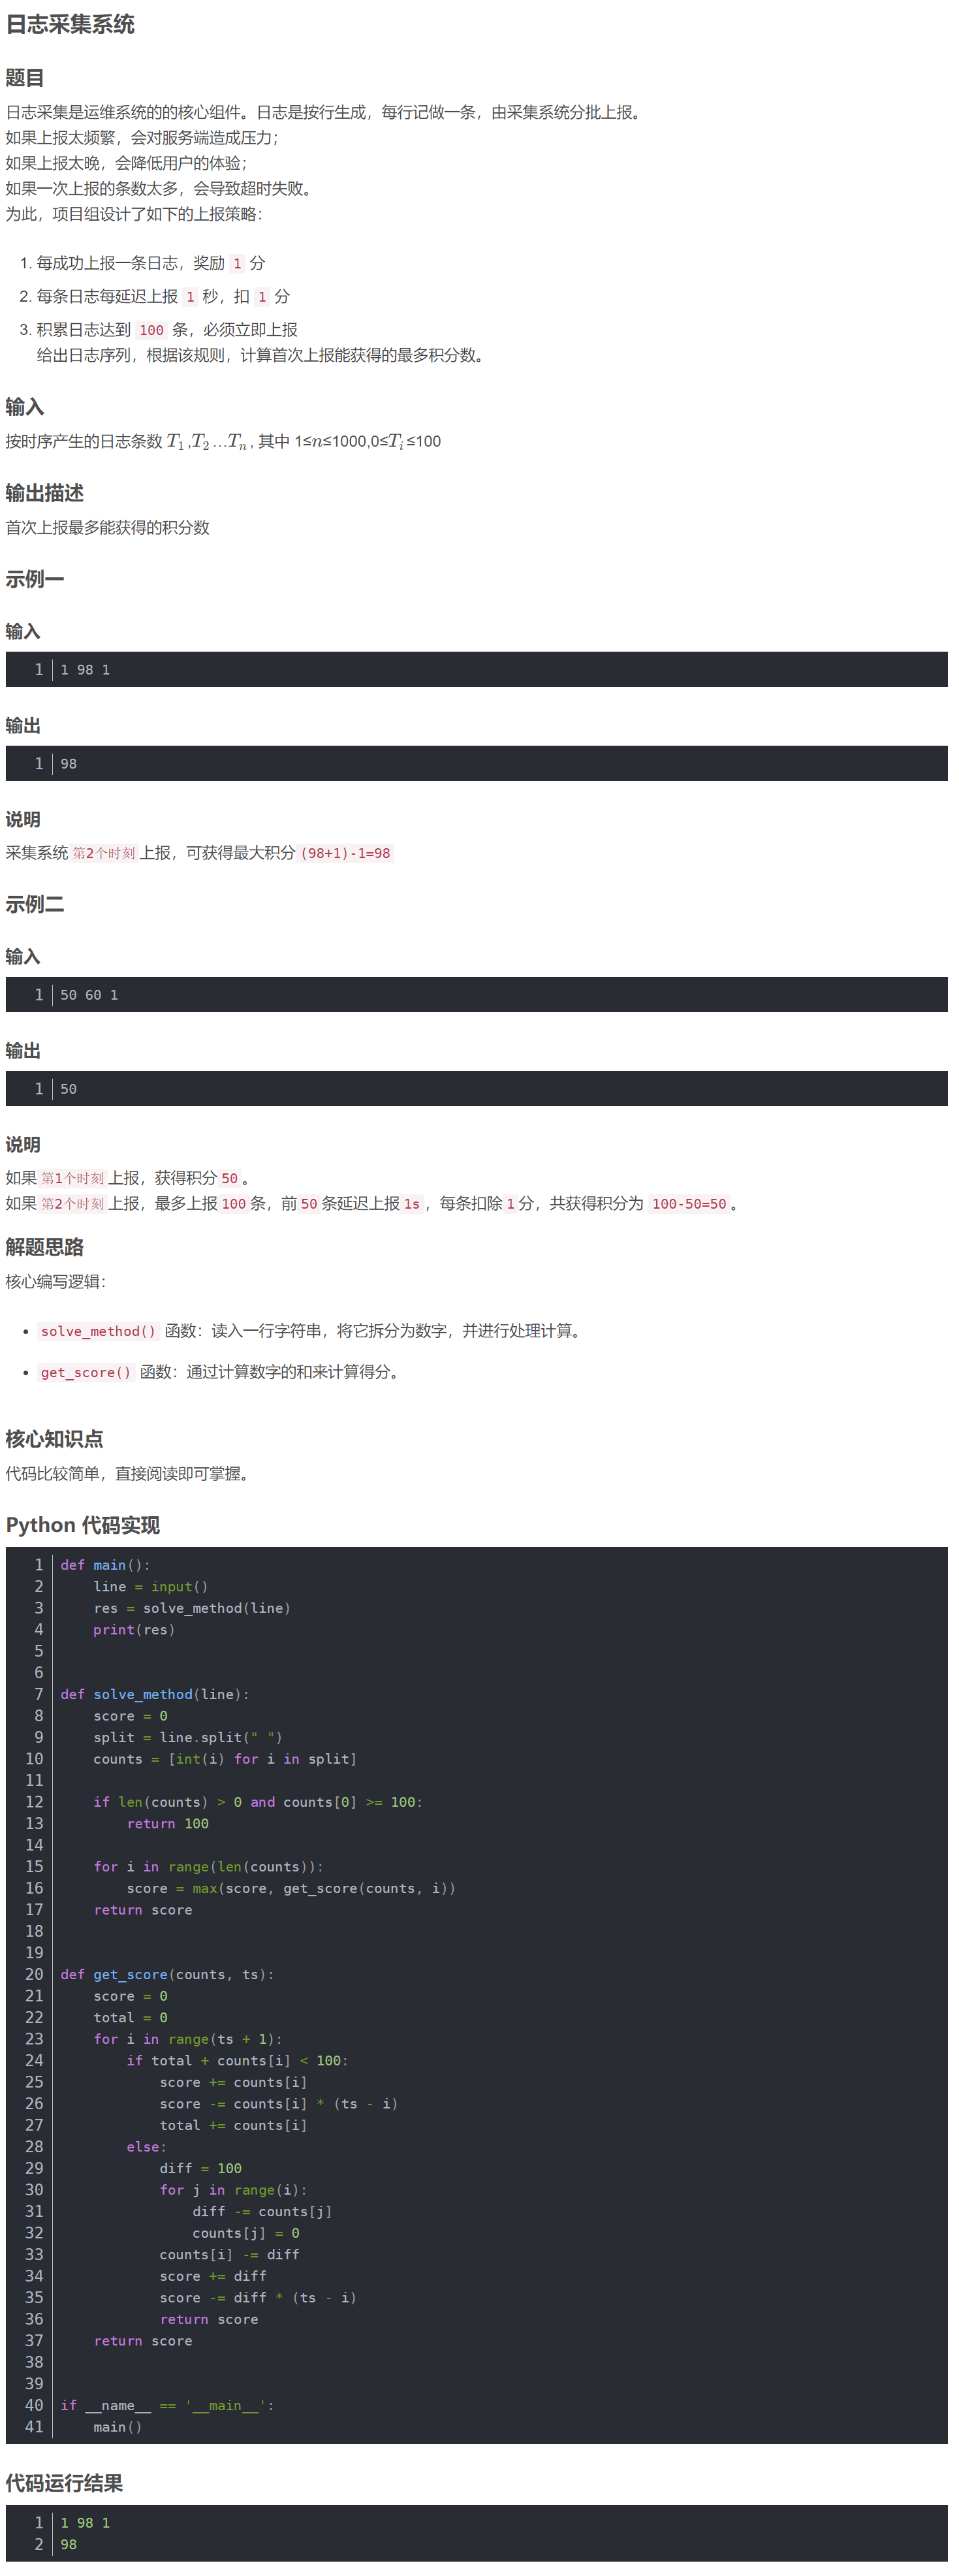 日志采集系统
题目
日志采集是运维系统的的核心组件。日志是按行生成，每行记做一条，由采集系统分批上报。
如果上报太频繁，会对服务端造成压力；
如果上报太晚，会降低用户的体验；
如果一次上报的条数太多，会导致超时失败。
为此，项目组设计了如下的上报策略：
1. 每成功上报一条日志，奖励 1 分
2. 每条日志每延迟上报 1 秒，扣 1 分
3. 积累日志达到 100 条，必须立即上报
给出日志序列，根据该规则，计算首次上报能获得的最多积分数。
输入
按时序产生的日志条数 T1 ,T2 …Tn , 其中 1≤n≤1000,0≤Ti ≤100
输出描述
首次上报最多能获得的积分数
示例一
输入
1 1 98 1
输出
1 98
说明
采集系统 第2个时刻 上报，可获得最大积分 (98+1)-1=98
示例二
输入
1 50 60 1
输出
1 50
说明
如果 第1个时刻 上报，获得积分 50 。
如果 第2个时刻 上报，最多上报 100 条，前 50 条延迟上报 1s ，每条扣除 1 分，共获得积分为 100-50=50 。
解题思路
核心编写逻辑：
• solve_method() 函数：读入一行字符串，将它拆分为数字，并进行处理计算。
• get_score() 函数：通过计算数字的和来计算得分。
核心知识点
代码比较简单，直接阅读即可掌握。
Python 代码实现
1 def main():
2     line = input()
3     res = solve_method(line)
4     print(res)
5
6
7 def solve_method(line):
8     score = 0
9     split = line.split(" ")
10     counts = [int(i) for i in split]
11
12     if len(counts) > 0 and counts[0] >= 100:
13         return 100
14
15     for i in range(len(counts)):
16         score = max(score, get_score(counts, i))
17     return score
18
19
20 def get_score(counts, ts):
21     score = 0
22     total = 0
23     for i in range(ts + 1):
24         if total + counts[i] < 100:
25             score += counts[i]
26             score -= counts[i] * (ts - i)
27             total += counts[i]
28         else:
29             diff = 100
30             for j in range(i):
31                 diff -= counts[j]
32                 counts[j] = 0
33             counts[i] -= diff
34             score += diff
35             score -= diff * (ts - i)
36             return score
37     return score
38
39
40 if __name__ == '__main__':
41     main()
代码运行结果
1 1 98 1
2 98